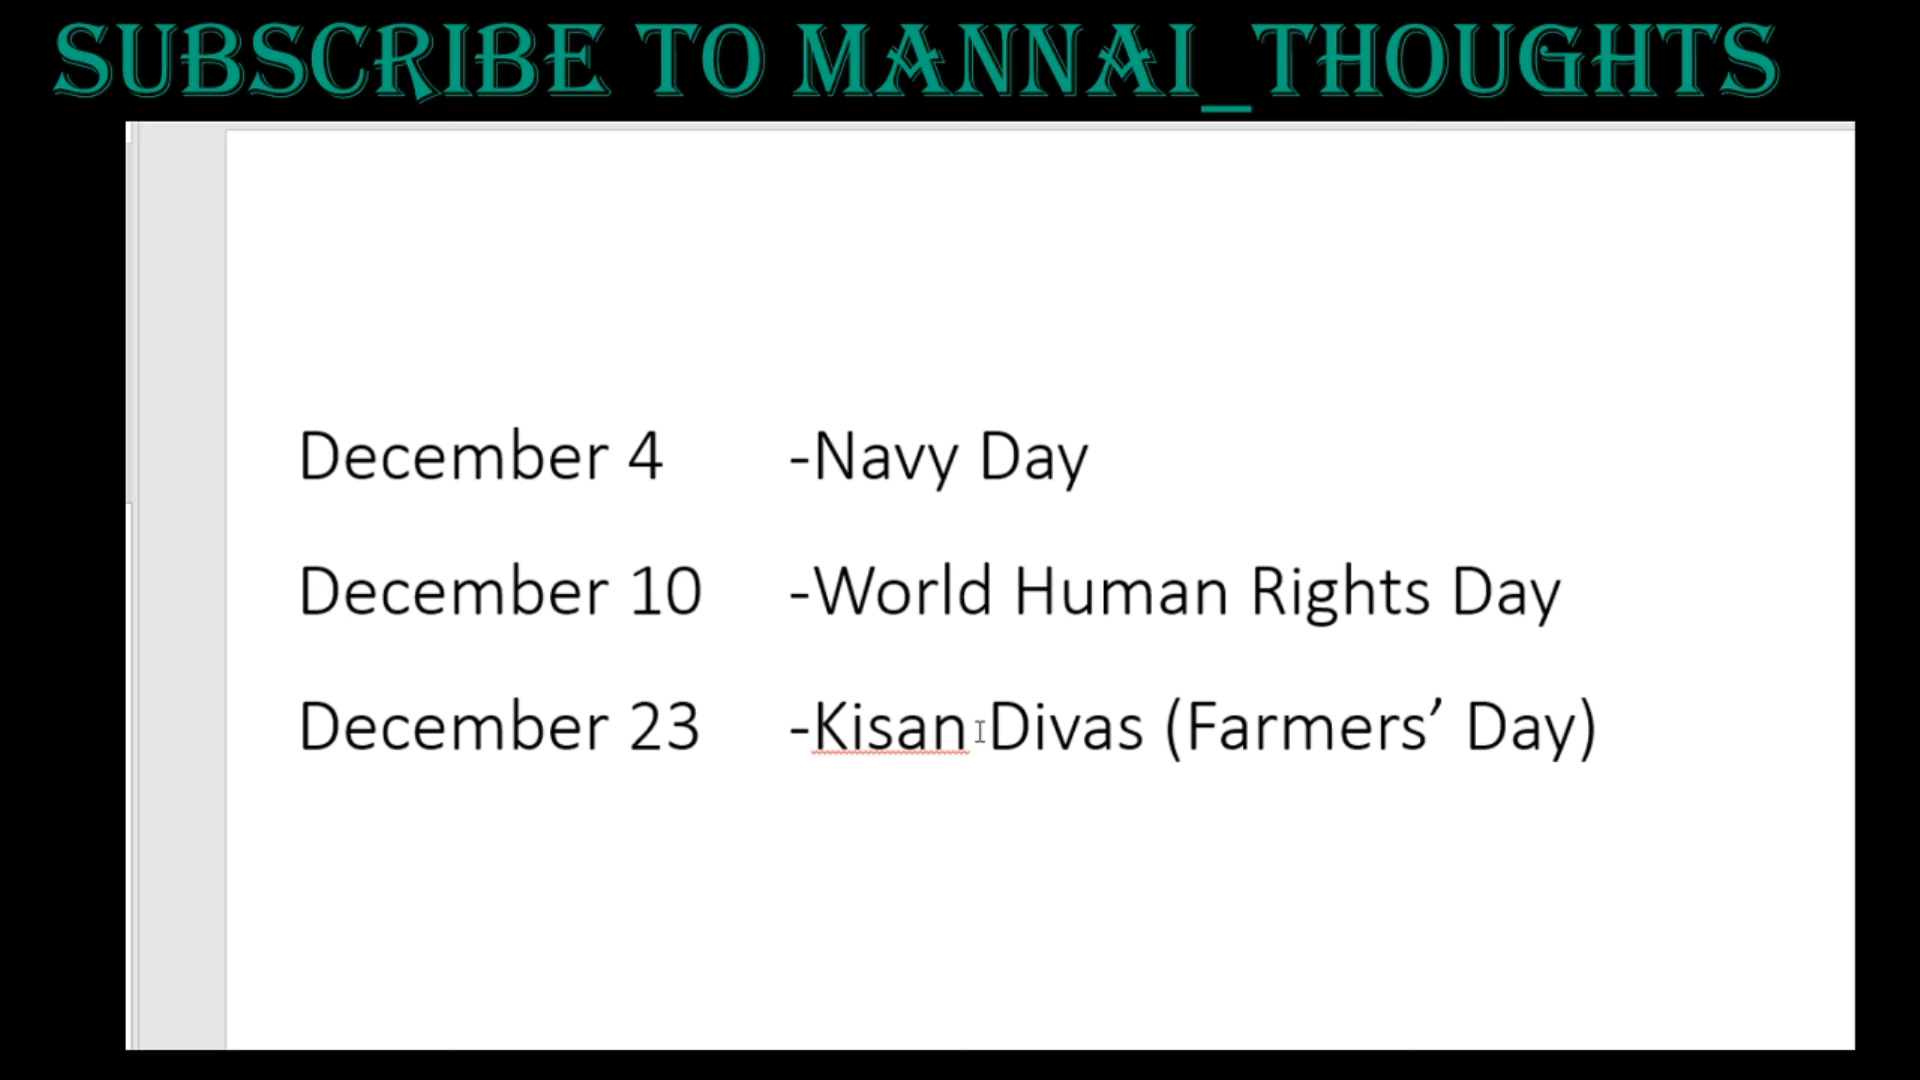 SUBSCRIBE TO MANNAI_THOUGHTS
December 4 -Navy Day
December 10 -World Human Rights Day
December 23 -Kisan Divas (Farmers’ Day)